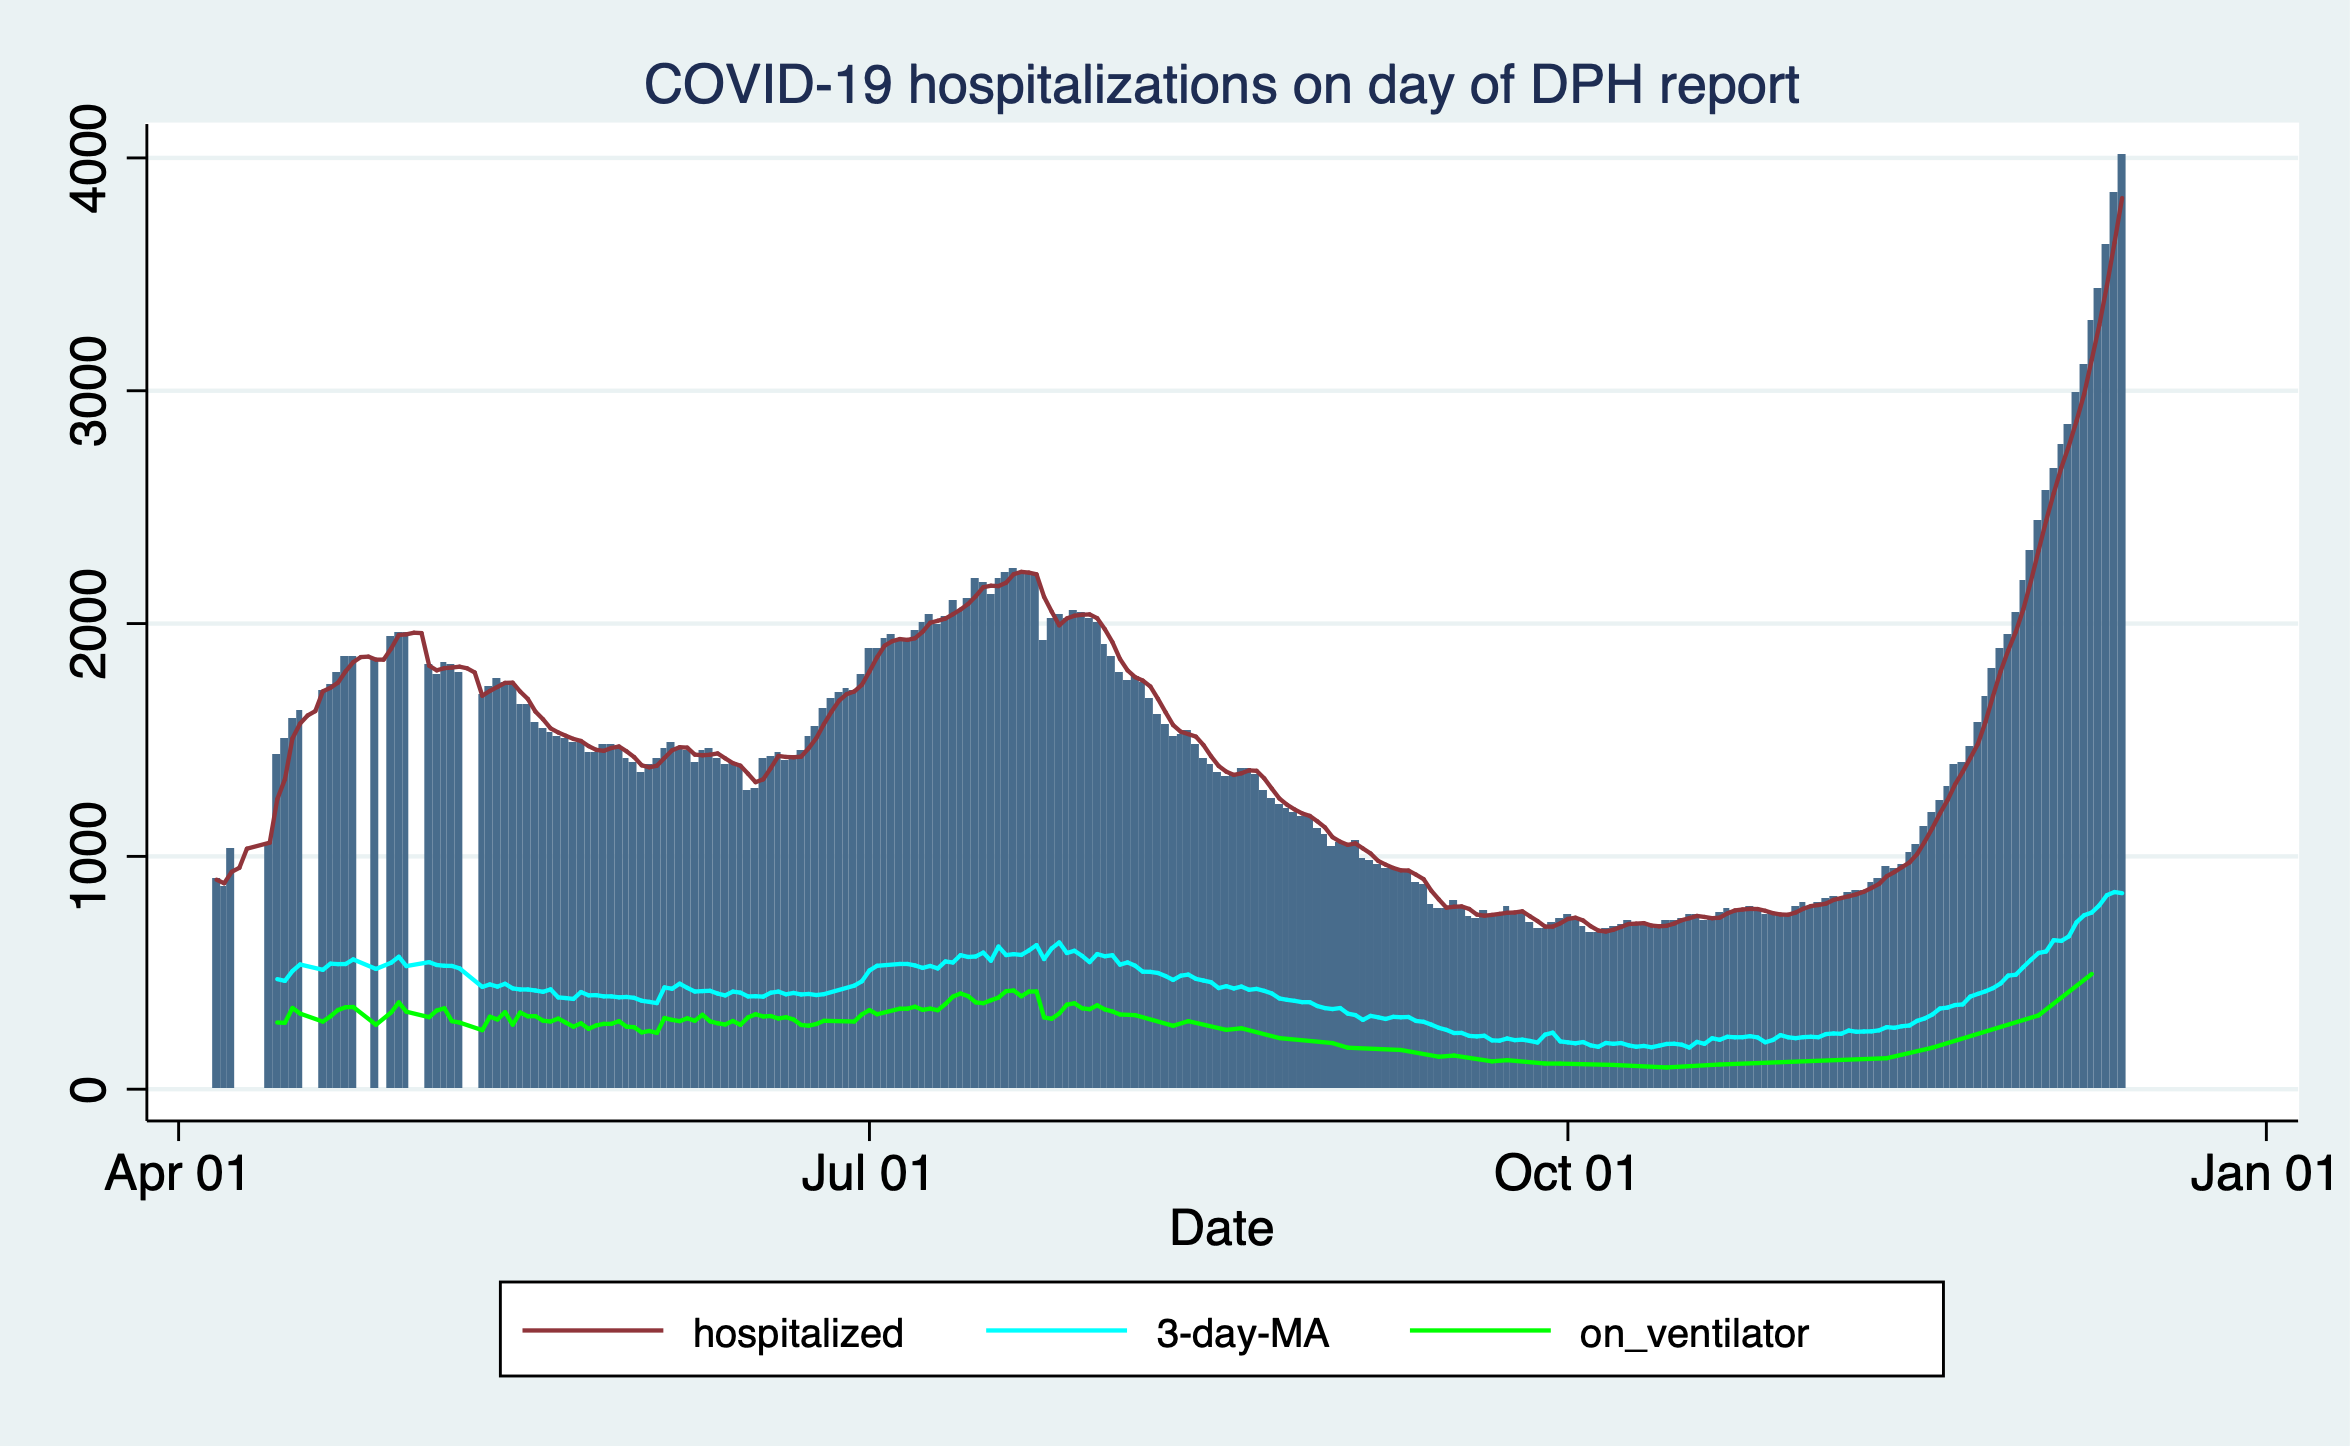 COVID-19 hospitalizations on day of DPH report
4000
3000
2000
1000
0
Apr 01 Jul 01 Oct 01 Jan 01
Date
hospitalized 3-day-MA on_ventilator